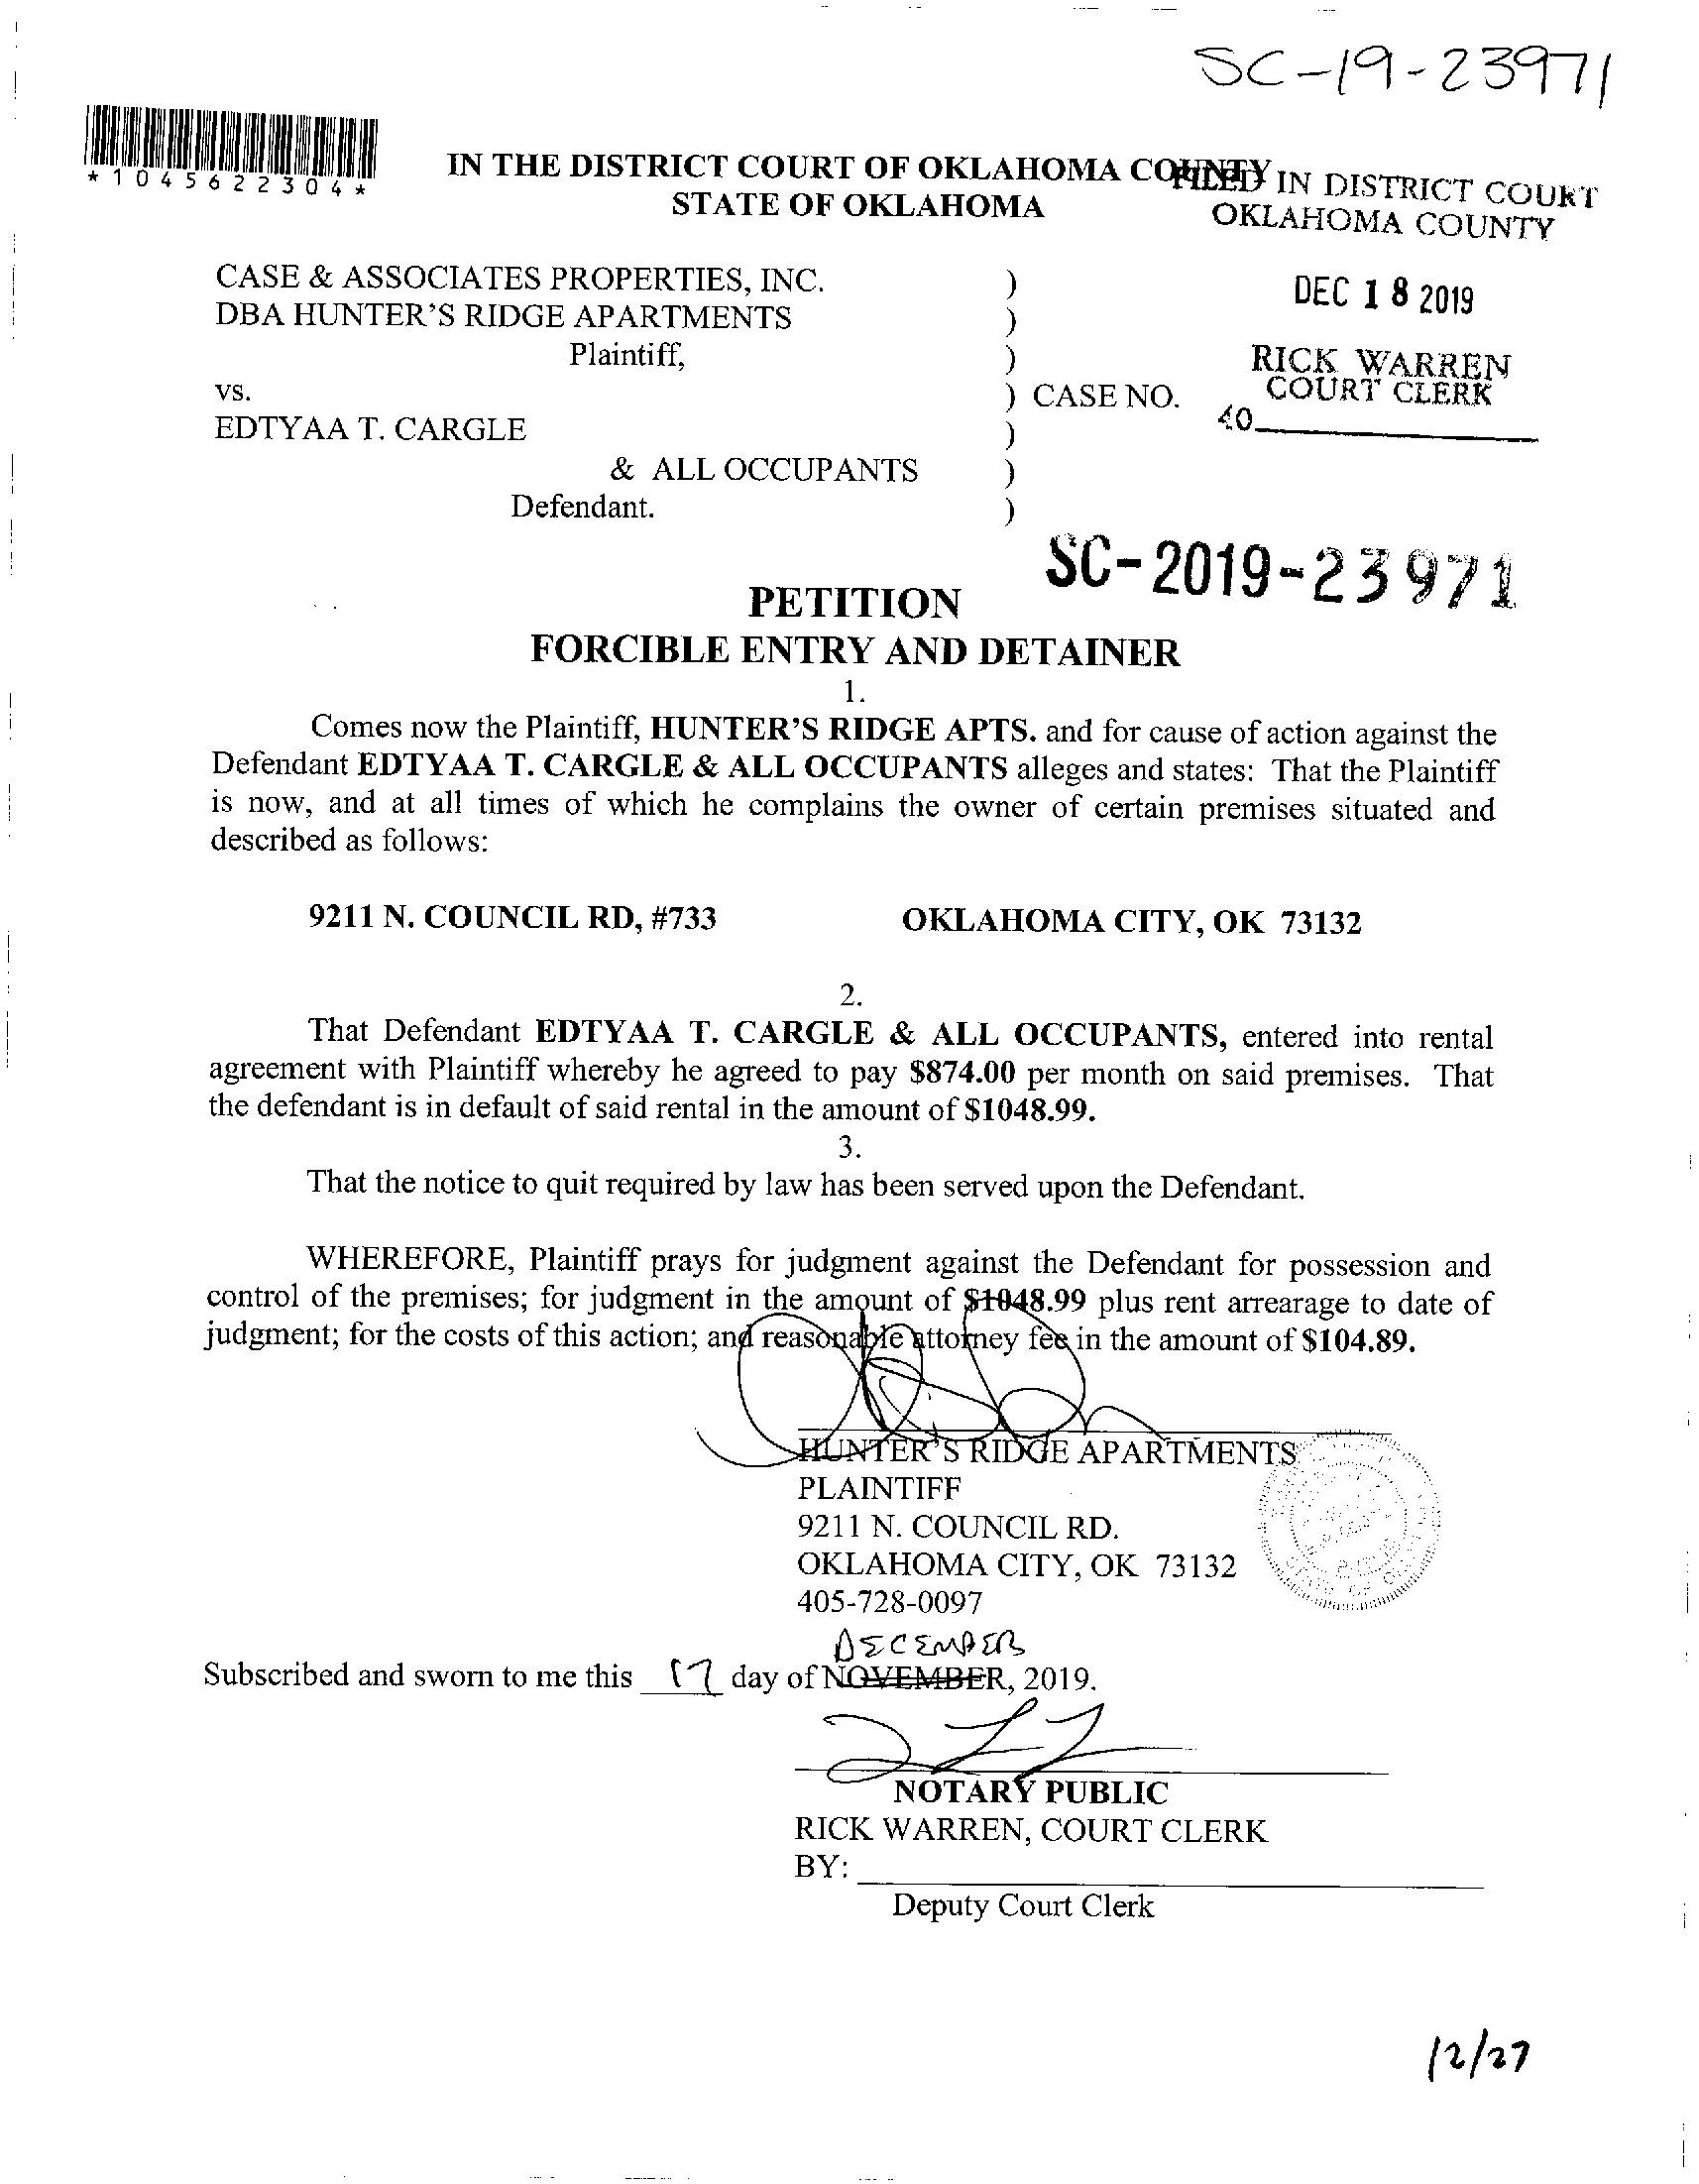 SC-19-23971
*1045622304*
IN THE DISTRICT COURT OF OKLAHOMA COUNTY
STATE OF OKLAHOMA
FILED IN DISTRICT COURT
OKLAHOMA COUNTY
CASE & ASSOCIATES PROPERTIES, INC. )
DBA HUNTER'S RIDGE APARTMENTS )
Plaintiff, )
vs. ) CASE NO.
EDTYAA T. CARGLE )
& ALL OCCUPANTS )
Defendant. )
DEC 18 2019
RICK WARREN
COURT CLERK
40
SC-2019-23971
PETITION
FORCIBLE ENTRY AND DETAINER
1.
Comes now the Plaintiff, HUNTER'S RIDGE APTS. and for cause of action against the
Defendant EDTYAA T. CARGLE & ALL OCCUPANTS alleges and states: That the Plaintiff
is now, and at all times of which he complains the owner of certain premises situated and
described as follows:
9211 N. COUNCIL RD, #733 OKLAHOMA CITY, OK 73132
2.
That Defendant EDTYAA T. CARGLE & ALL OCCUPANTS, entered into rental
agreement with Plaintiff whereby he agreed to pay $874.00 per month on said premises. That
the defendant is in default of said rental in the amount of $1048.99.
3.
That the notice to quit required by law has been served upon the Defendant.
WHEREFORE, Plaintiff prays for judgment against the Defendant for possession and
control of the premises; for judgment in the amount of $1048.99 plus rent arrearage to date of
judgment; for the costs of this action; and reasonable attorney fee in the amount of $104.89.
HUNTER'S RIDGE APARTMENTS
PLAINTIFF
9211 N. COUNCIL RD.
OKLAHOMA CITY, OK 73132
405-728-0097
DECEMBER
Subscribed and sworn to me this 17 day of NOVEMBER, 2019.
NOTARY PUBLIC
RICK WARREN, COURT CLERK
BY:
Deputy Court Clerk
12/27